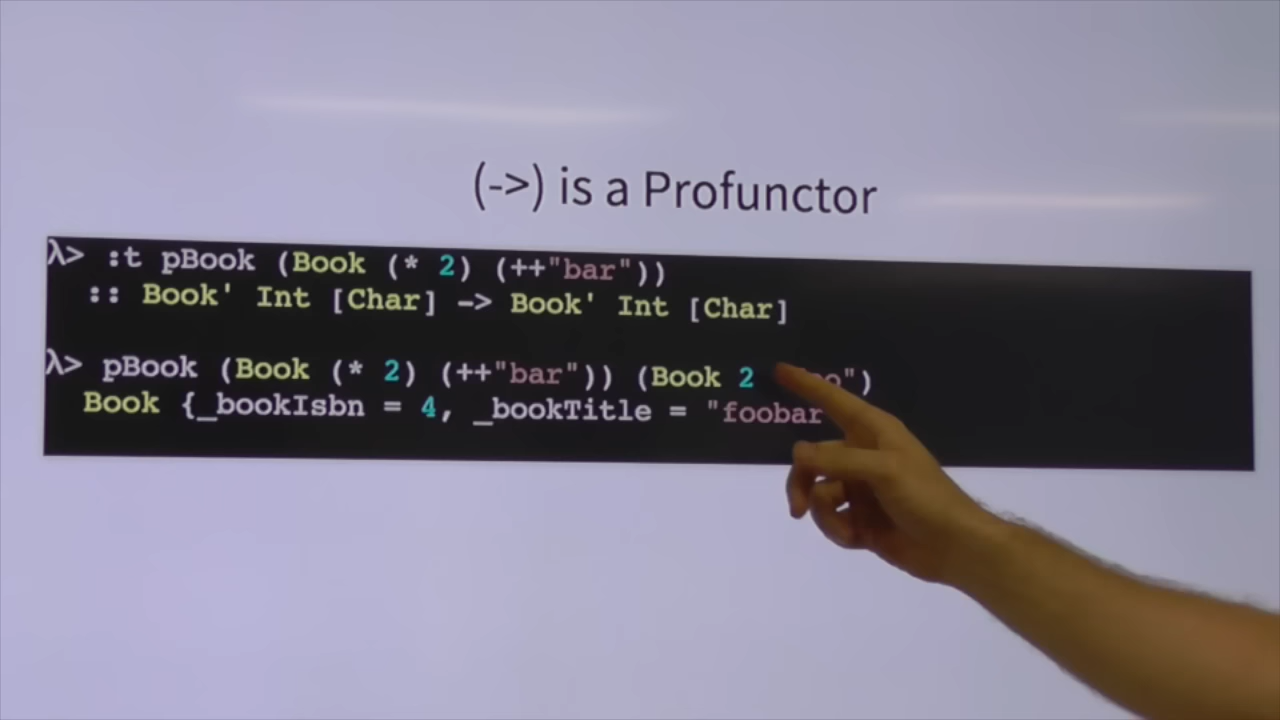 (->) is a Profunctor
λ> :t pBook (Book (* 2) (++"bar"))
:: Book' Int [Char] -> Book' Int [Char]
λ> pBook (Book (* 2) (++"bar")) (Book 2 o")
Book {_bookIsbn = 4, _bookTitle = "foobar